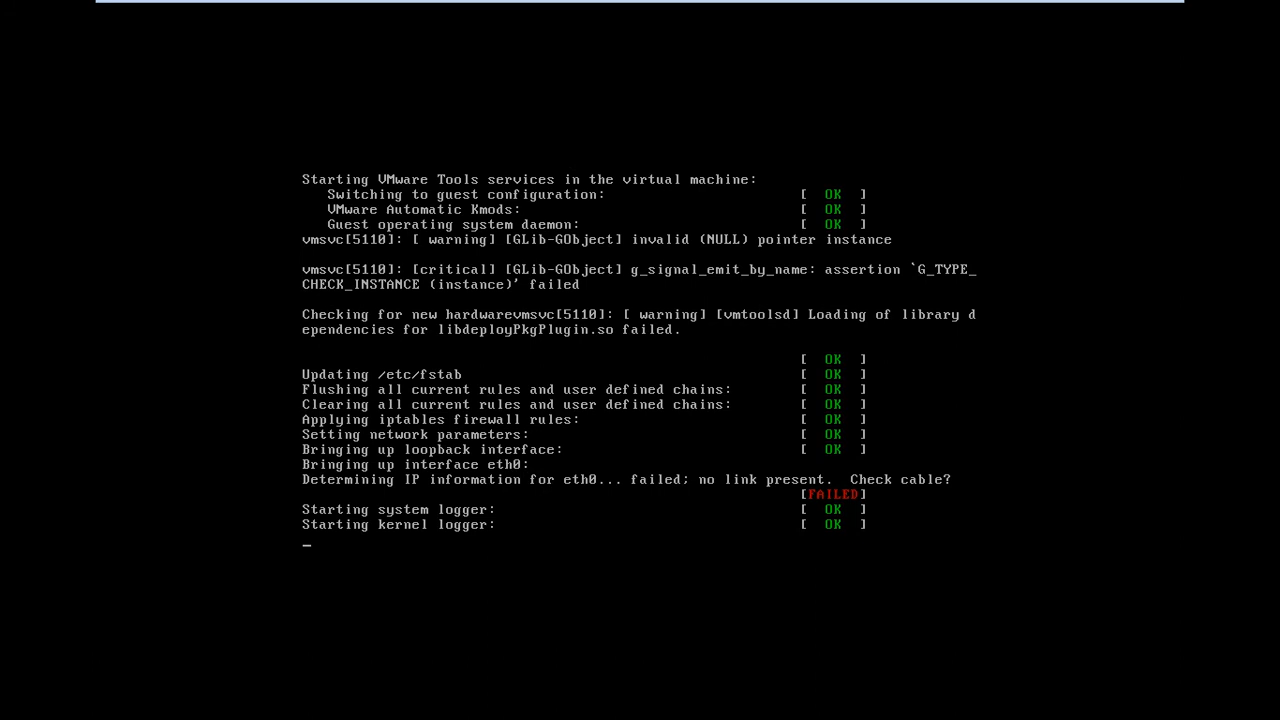 Starting VMware Tools services in the virtual machine:
Switching to guest configuration: [ OK ]
VMware Automatic Kmods: [ OK ]
Guest operating system daemon: [ OK ]
vmsvc[5110]: [ warning] [GLib-GObject] invalid (NULL) pointer instance
vmsvc[5110]: [critical] [GLib-GObject] g_signal_emit_by_name: assertion `G_TYPE_
CHECK_INSTANCE (instance)' failed
Checking for new hardwarevmsvc[5110]: [ warning] [vmtoolsd] Loading of library d
ependencies for libdeployPkgPlugin.so failed.
[ OK ]
Updating /etc/fstab [ OK ]
Flushing all current rules and user defined chains: [ OK ]
Clearing all current rules and user defined chains: [ OK ]
Applying iptables firewall rules: [ OK ]
Setting network parameters: [ OK ]
Bringing up loopback interface: [ OK ]
Bringing up interface eth0:
Determining IP information for eth0... failed; no link present. Check cable?
[FAILED]
Starting system logger: [ OK ]
Starting kernel logger: [ OK ]
_